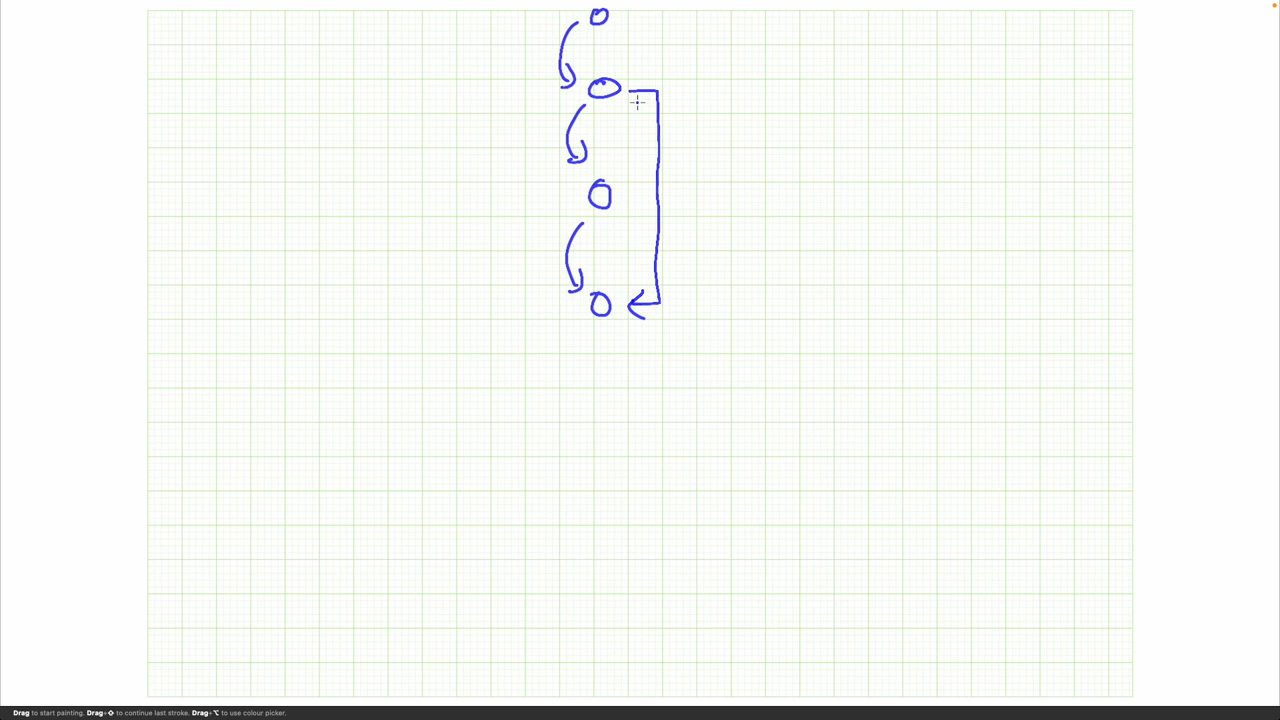 Drag to start painting. Drag+⇧ to continue last stroke. Drag+⌥ to use colour picker.